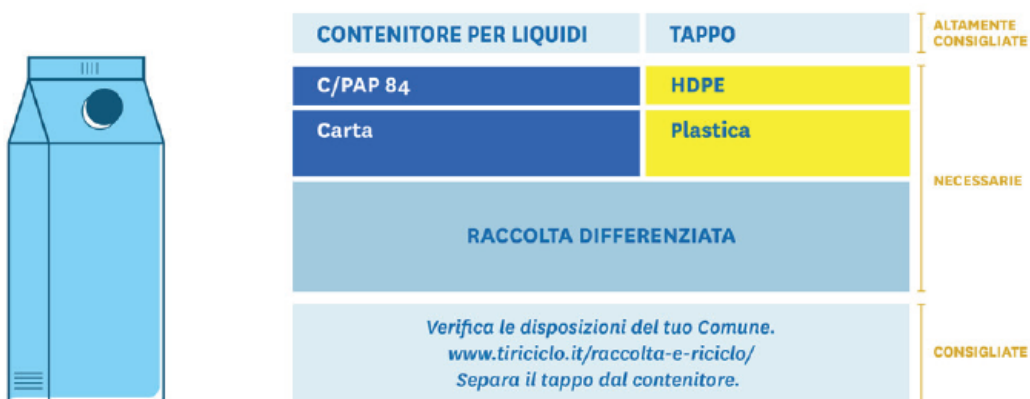 CONTENITORE PER LIQUIDI TAPPO
ALTAMENTE
CONSIGLIATE
C/PAP 84 HDPE
Carta Plastica
NECESSARIE
RACCOLTA DIFFERENZIATA
Verifica le disposizioni del tuo Comune.
www.tiriciclo.it/raccolta-e-riciclo/
Separa il tappo dal contenitore.
CONSIGLIATE